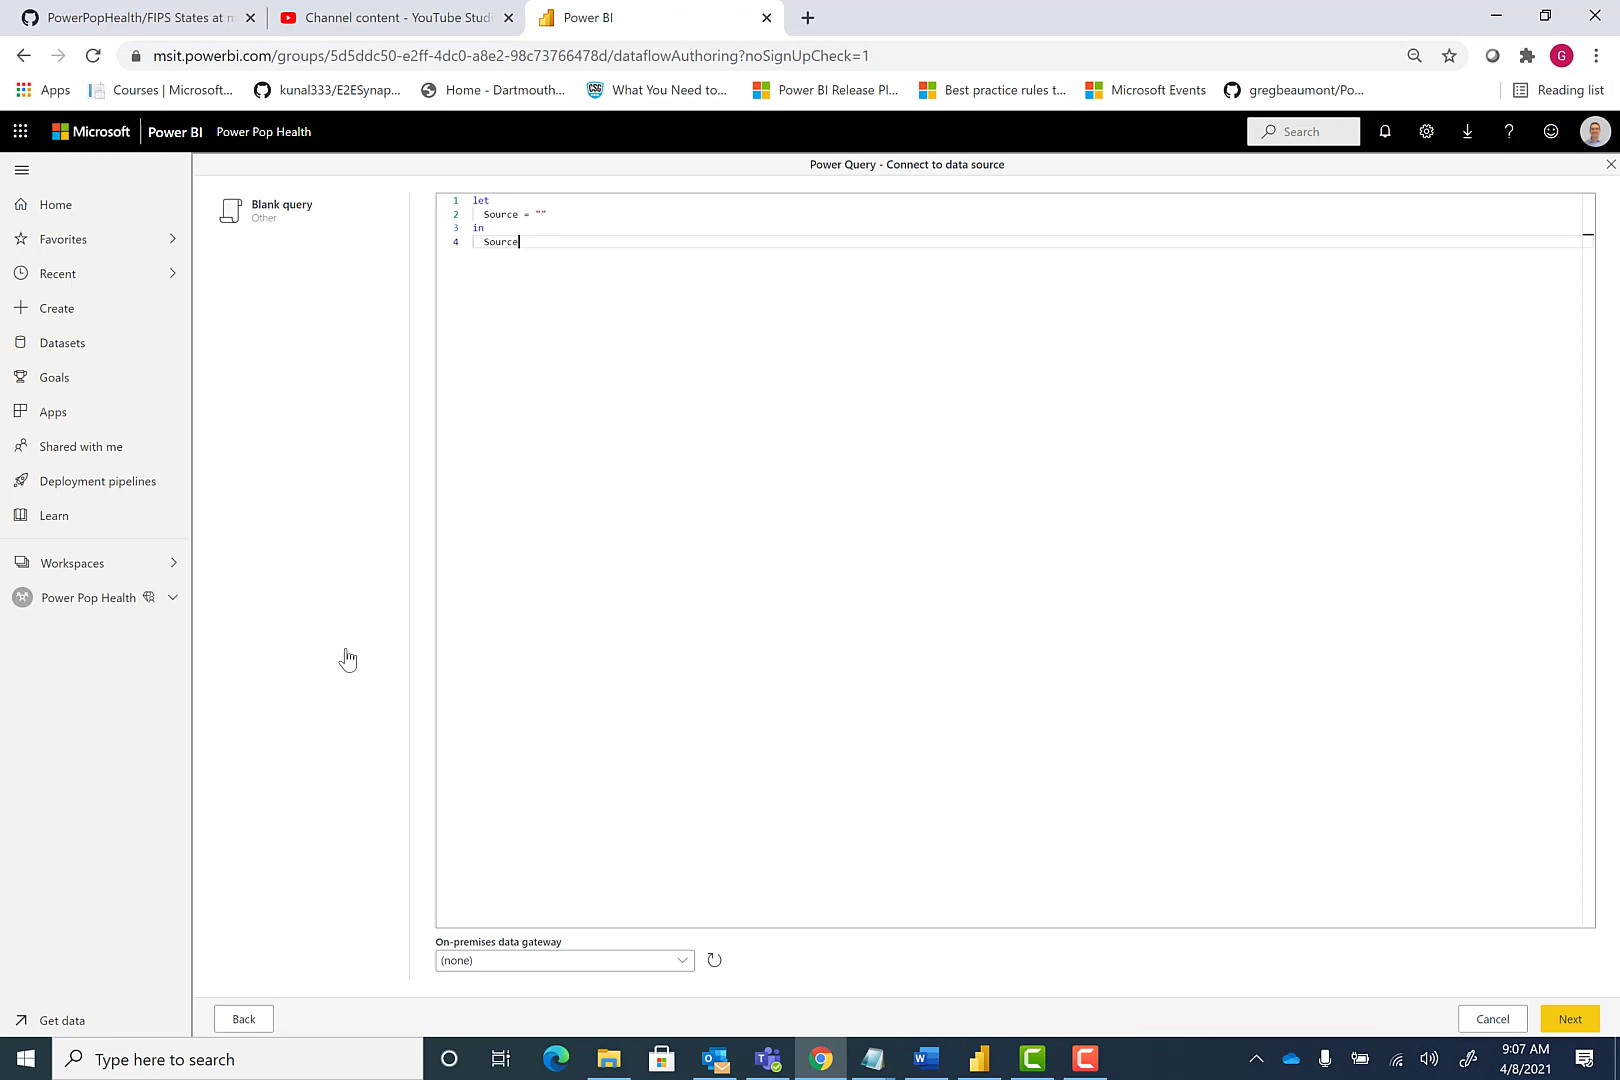 PowerPopHealth/FIPS States at m
Channel content - YouTube Studi
Power BI
msit.powerbi.com/groups/5d5ddc50-e2ff-4dc0-a8e2-98c73766478d/dataflowAuthoring?noSignUpCheck=1
G
Apps
Courses | Microsoft...
kunal333/E2ESynap...
Home - Dartmouth...
What You Need to...
Power BI Release Pl...
Best practice rules t...
Microsoft Events
gregbeaumont/Po...
Reading list
Microsoft
Power BI
Power Pop Health
Search
Power Query - Connect to data source
Home
Favorites
Recent
Create
Datasets
Goals
Apps
Shared with me
Deployment pipelines
Learn
Workspaces
Power Pop Health
Get data
Blank query
Other
1 let
2 Source = ""
3 in
4 Source
On-premises data gateway
(none)
Back
Cancel
Next
Type here to search
9:07 AM
4/8/2021